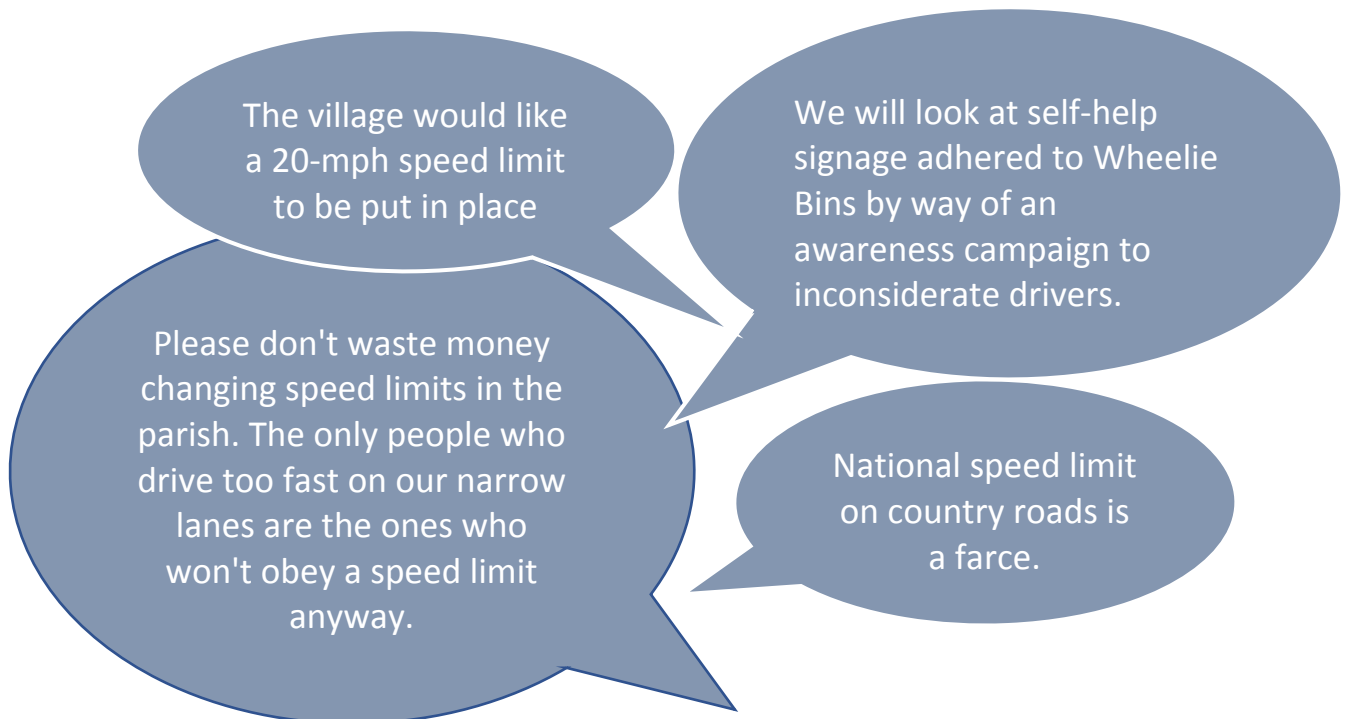 The village would like
a 20-mph speed limit
to be put in place
We will look at self-help
signage adhered to Wheelie
Bins by way of an
awareness campaign to
inconsiderate drivers.
Please don't waste money
changing speed limits in the
parish. The only people who
drive too fast on our narrow
lanes are the ones who
won't obey a speed limit
anyway.
National speed limit
on country roads is
a farce.